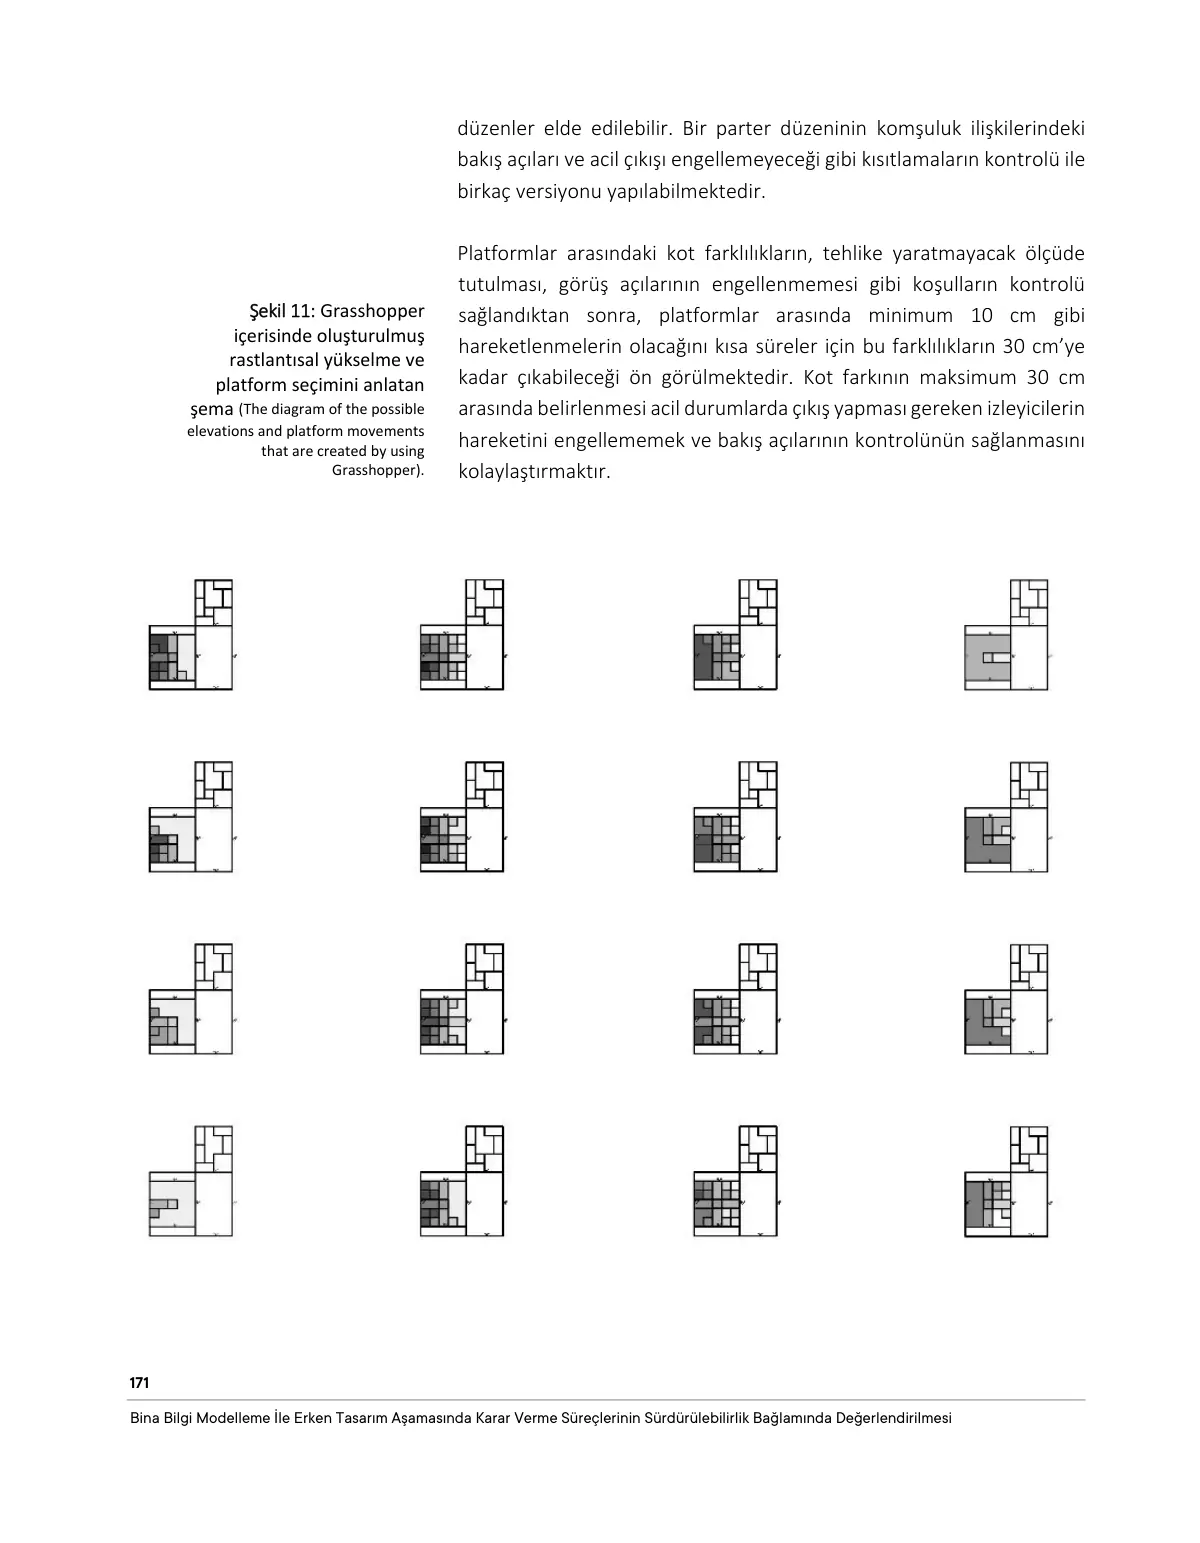 düzenler elde edilebilir. Bir parter düzeninin komşuluk ilişkilerindeki
bakış açıları ve acil çıkışı engellemeyeceği gibi kısıtlamaların kontrolü ile
birkaç versiyonu yapılabilmektedir.
Platformlar arasındaki kot farklılıkların, tehlike yaratmayacak ölçüde
tutulması, görüş açılarının engellenmemesi gibi koşulların kontrolü
sağlandıktan sonra, platformlar arasında minimum 10 cm gibi
hareketlenmelerin olacağını kısa süreler için bu farklılıkların 30 cm’ye
kadar çıkabileceği ön görülmektedir. Kot farkının maksimum 30 cm
arasında belirlenmesi acil durumlarda çıkış yapması gereken izleyicilerin
hareketini engellememek ve bakış açılarının kontrolünün sağlanmasını
kolaylaştırmaktır.
Şekil 11: Grasshopper
içerisinde oluşturulmuş
rastlantısal yükselme ve
platform seçimini anlatan
şema (The diagram of the possible
elevations and platform movements
that are created by using
Grasshopper).
171
Bina Bilgi Modelleme İle Erken Tasarım Aşamasında Karar Verme Süreçlerinin Sürdürülebilirlik Bağlamında Değerlendirilmesi